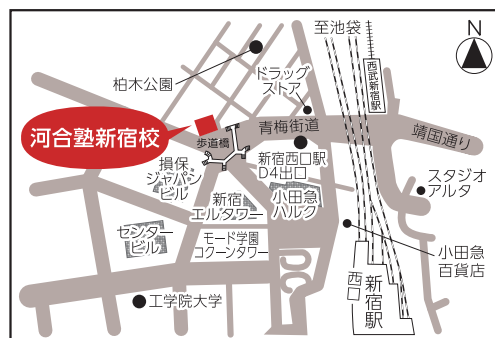 N
至池袋
西武新宿駅
柏木公園
ドラッグ
ストア
河合塾新宿校
青梅街道
靖国通り
歩道橋
新宿西口駅
D4出口
損保
ジャパン
ビル
スタジオ
アルタ
新宿
エルタワー
小田急
ハルク
センター
ビル
モード学園
コクーンタワー
小田急
百貨店
西口
新宿駅
工学院大学